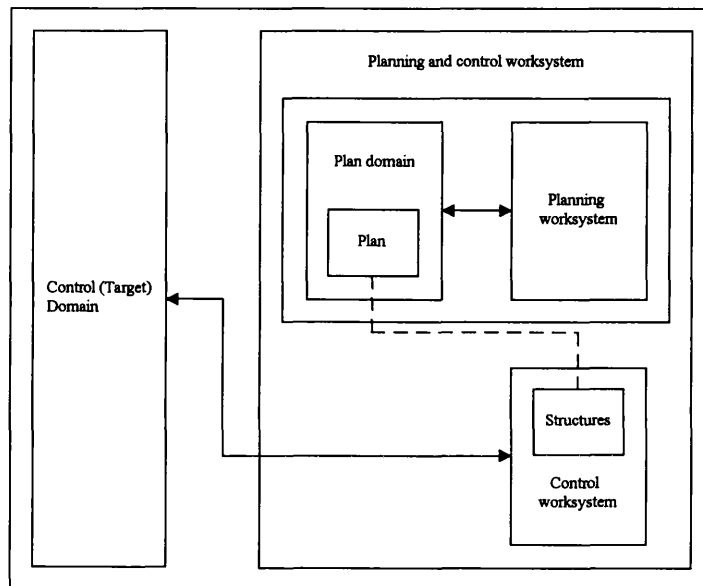 Planning and control worksystem
Plan domain
Plan
Planning
worksystem
Control (Target)
Domain
Structures
Control
worksystem